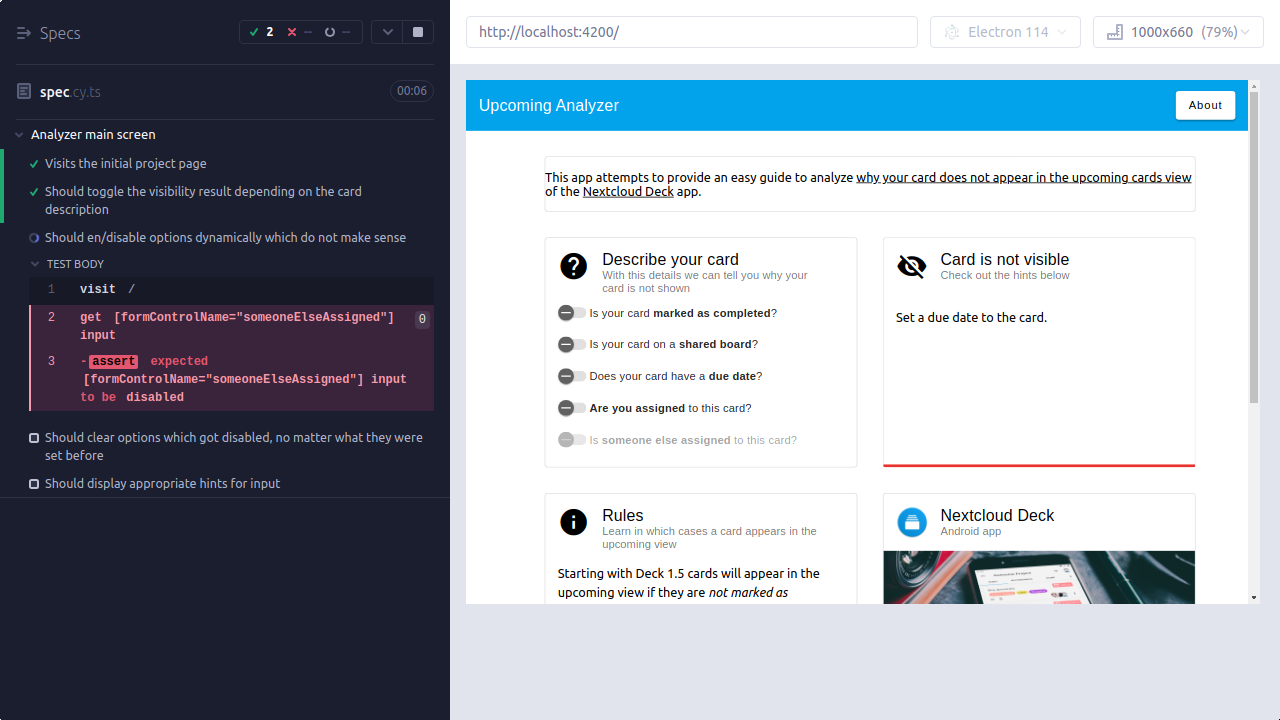 Specs
2
--
--
spec.cy.ts
00:06
Analyzer main screen
Visits the initial project page
Should toggle the visibility result depending on the card
description
Should en/disable options dynamically which do not make sense
TEST BODY
1 visit /
2 get [formControlName="someoneElseAssigned"]
input
0
3 -assert expected
[formControlName="someoneElseAssigned"] input
to be disabled
Should clear options which got disabled, no matter what they were
set before
Should display appropriate hints for input
http://localhost:4200/
Electron 114
1000x660 (79%)
Upcoming Analyzer
About
This app attempts to provide an easy guide to analyze why your card does not appear in the upcoming cards view
of the Nextcloud Deck app.
Describe your card
With this details we can tell you why your
card is not shown
Is your card marked as completed?
Is your card on a shared board?
Does your card have a due date?
Are you assigned to this card?
Is someone else assigned to this card?
Card is not visible
Check out the hints below
Set a due date to the card.
Rules
Learn in which cases a card appears in the
upcoming view
Starting with Deck 1.5 cards will appear in the
upcoming view if they are not marked as
Nextcloud Deck
Android app